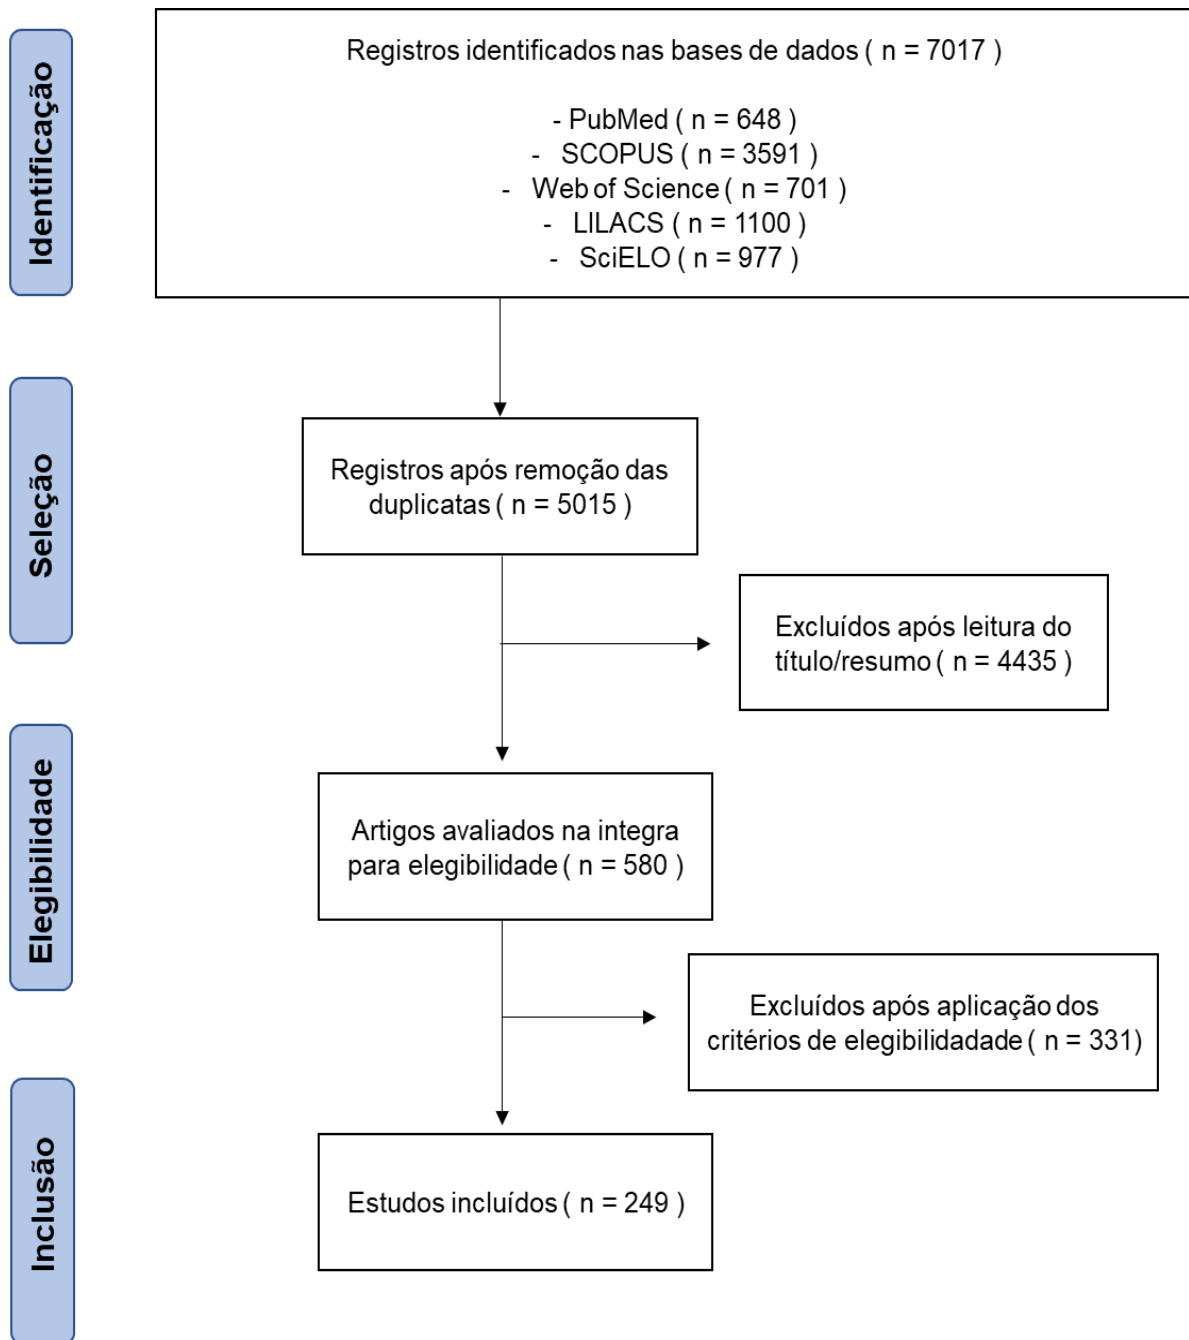 Identificação
Registros identificados nas bases de dados ( n = 7017 )
- PubMed ( n = 648 )
- SCOPUS ( n = 3591 )
- Web of Science ( n = 701 )
- LILACS ( n = 1100 )
- SciELO ( n = 977 )
Seleção
Registros após remoção das
duplicatas ( n = 5015 )
Excluídos após leitura do
título/resumo ( n = 4435 )
Elegibilidade
Artigos avaliados na integra
para elegibilidade ( n = 580 )
Excluídos após aplicação dos
critérios de elegibilidadade ( n = 331)
Inclusão
Estudos incluídos ( n = 249 )